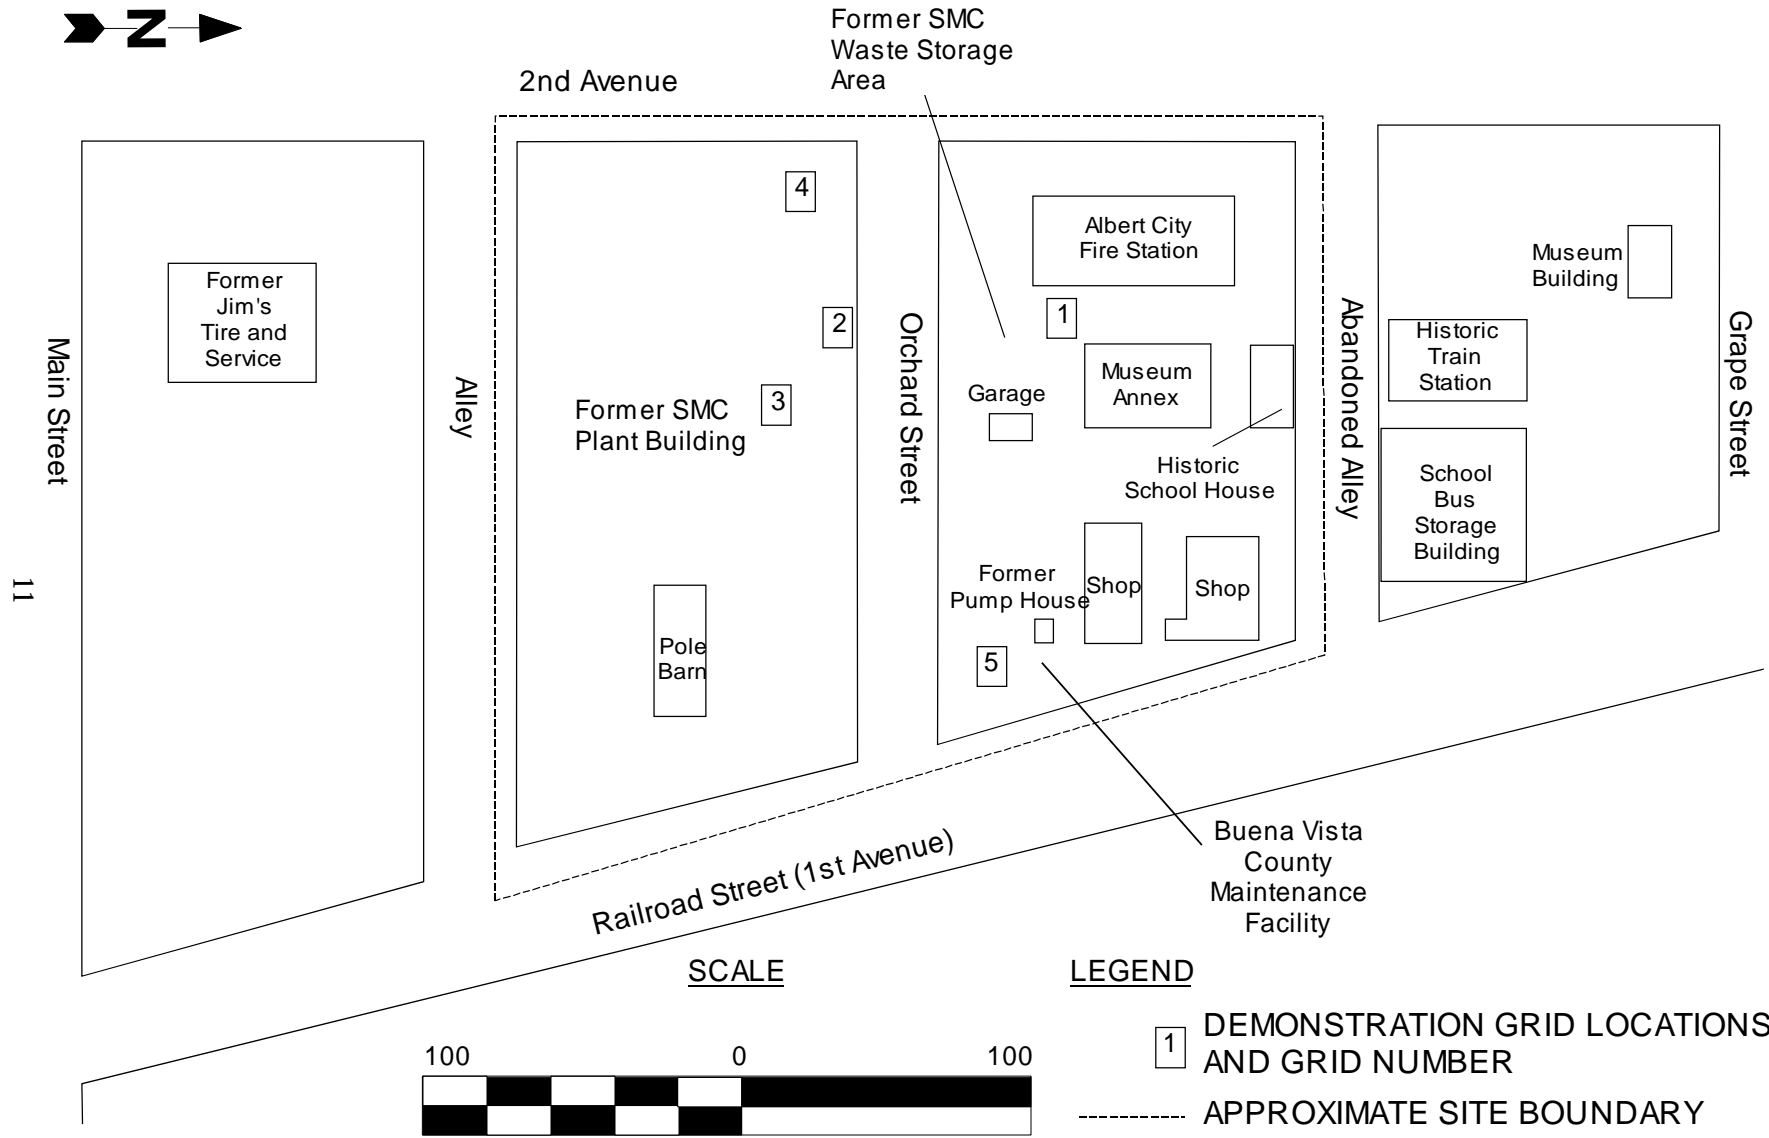 N
Former SMC
Waste Storage
Area
2nd Avenue
4
Albert City
Fire Station
Museum
Building
Former
Jim's
Tire and
Service
1
2
Historic
Train
Station
Main Street
Alley
Orchard Street
Abandoned Alley
Grape Street
3
Former SMC
Plant Building
Garage
Museum
Annex
Historic
School House
School
Bus
Storage
Building
Former
Pump House
Shop
Shop
11
Pole
Barn
5
Railroad Street (1st Avenue)
Buena Vista
County
Maintenance
Facility
SCALE
100 0 100
LEGEND
1 DEMONSTRATION GRID LOCATIONS
AND GRID NUMBER
APPROXIMATE SITE BOUNDARY